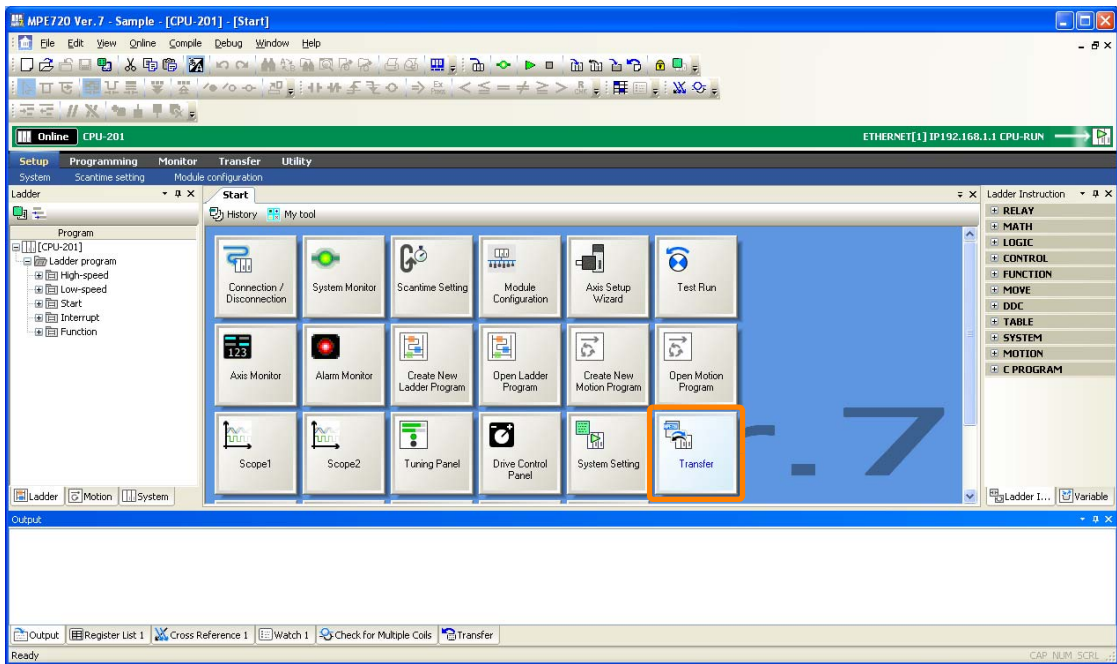 MPE720 Ver. 7 - Sample - [CPU-201] - [Start]
File Edit View Online Compile Debug Window Help
Online CPU-201 ETHERNET[1] IP192.168.1.1 CPU-RUN
Setup Programming Monitor Transfer Utility
System Scantime setting Module configuration
Ladder
Program
[CPU-201]
Ladder program
High-speed
Low-speed
Start
Interrupt
Function
Ladder Motion System
Start
History My tool
Connection / Disconnection
System Monitor
Scantime Setting
Module Configuration
Axis Setup Wizard
Test Run
123
Axis Monitor
Alarm Monitor
Create New Ladder Program
Open Ladder Program
Create New Motion Program
Open Motion Program
Scope1
Scope2
Tuning Panel
Drive Control Panel
System Setting
Transfer
r.7
Ladder Instruction
RELAY
MATH
LOGIC
CONTROL
FUNCTION
MOVE
DDC
TABLE
SYSTEM
MOTION
C PROGRAM
Ladder I... Variable
Output
Output Register List 1 Cross Reference 1 Watch 1 Check for Multiple Coils Transfer
Ready CAP NUM SCRL